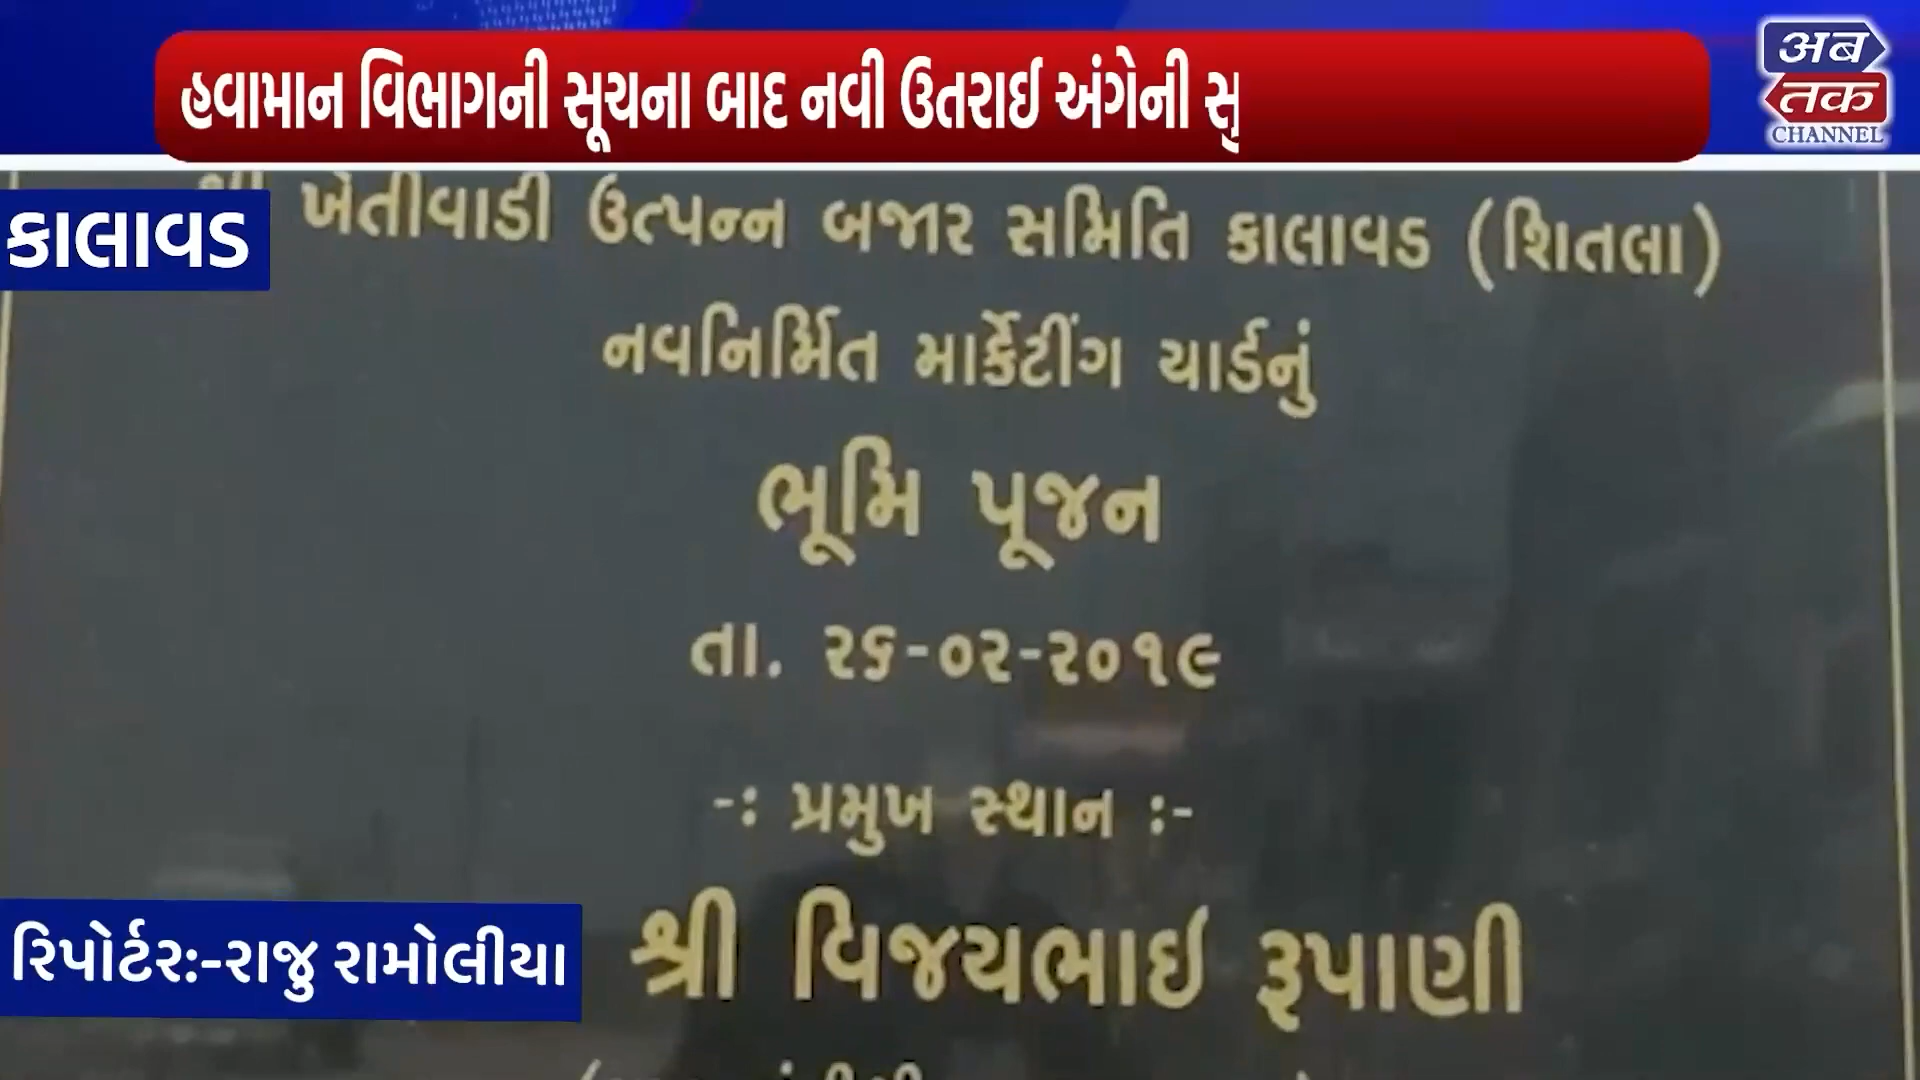 હવામાન વિભાગની સૂચના બાદ નવી ઉતરાઈ અંગેની
अब
तक
CHANNEL
કાલાવડ
શ્રી ખેતીવાડી ઉત્પન્ન બજાર સમિતિ કાલાવડ (શિતલા)
નવનિર્મિત માર્કેટીંગ યાર્ડનું
ભૂમિ પૂજન
તા. ૨૬-૦૨-૨૦૧૯
-: પ્રમુખ સ્થાન :-
શ્રી વિજયભાઈ રૂપાણી
રિપોર્ટર:-રાજુ રામોલીયા